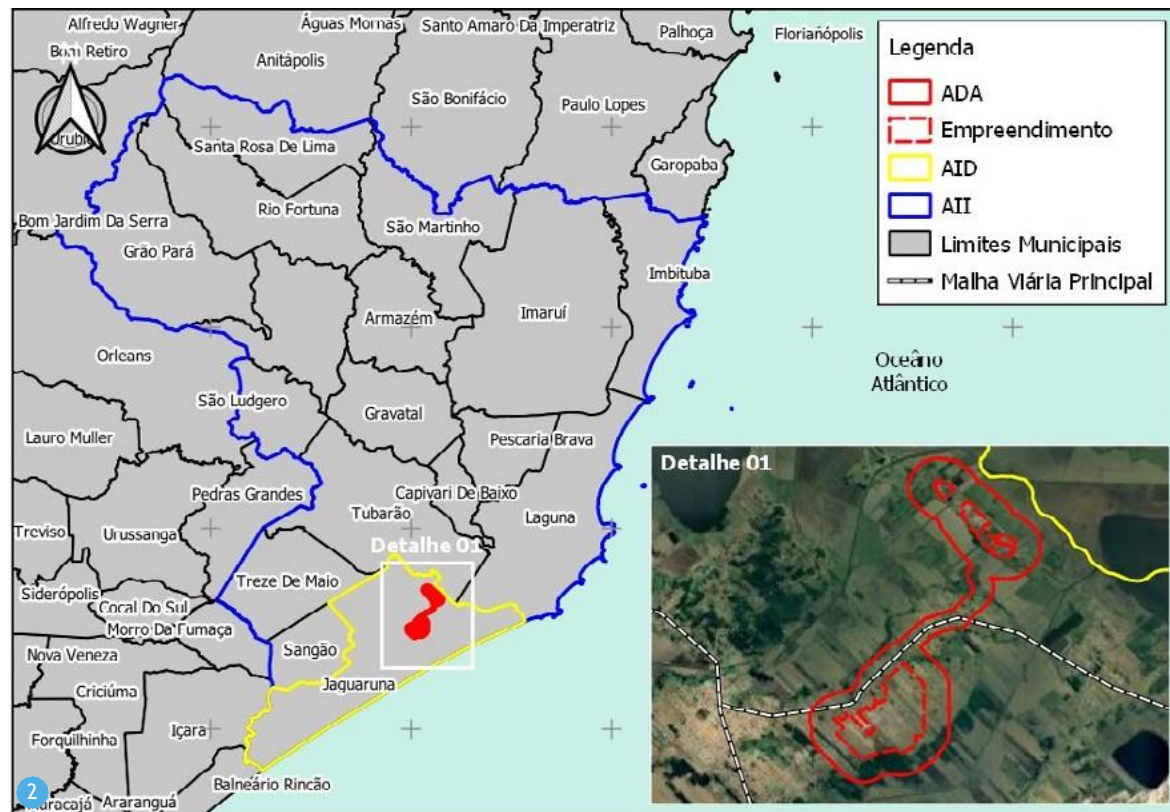 Alfredo Wagner
Águas Mornas
Santo Amaro Da Imperatriz
Palhoça
Florianópolis
Bom Retiro
Anitápolis
São Bonifácio
Paulo Lopes
Santa Rosa De Lima
Garopaba
Rio Fortuna
Bom Jardim Da Serra
São Martinho
Grão Pará
Imbituba
Armazém
Imaruí
Orleans
Oceâno
Atlântico
São Ludgero
Gravatal
Lauro Muller
Pescaria Brava
Pedras Grandes
Capivari De Baixo
Tubarão
Laguna
Treviso
Urussanga
Detalhe 01
Treze De Maio
Siderópolis
Cocal Do Sul
Morro Da Fumaça
Nova Veneza
Sangão
Jaguaruna
Criciúma
Içara
Forquilhinha
Balneário Rincão
Araranguá
2
Legenda
ADA
Empreendimento
AID
AII
Limites Municipais
Malha Viária Principal
Detalhe 01